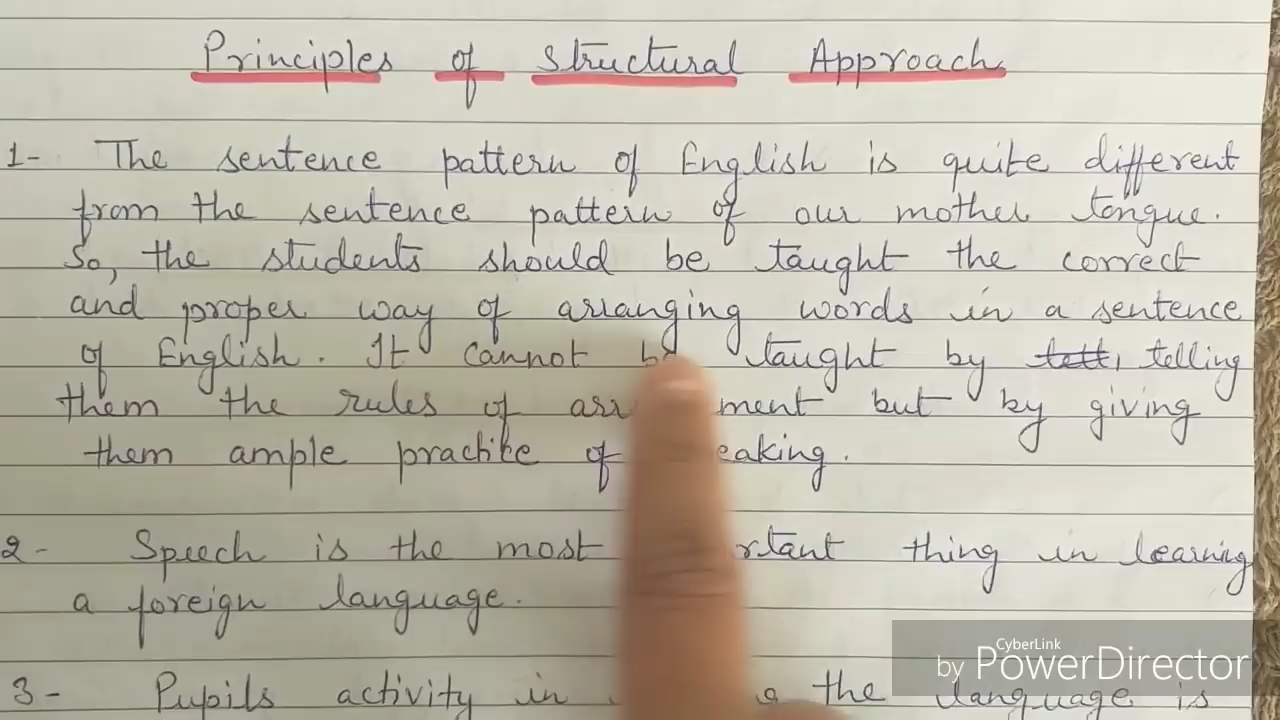 Principles of Structural Approach
1- The sentence pattern of English is quite different
from the sentence pattern of our mother tongue.
So, the students should be taught the correct
and proper way of arranging words in a sentence
of English. It cannot be taught by telling
them the rules of arr ment but by giving
them ample practice of eaking.
2- Speech is the most rtant thing in learning
a foreign language.
3- Pupils activity in the language is
CyberLink
by PowerDirector